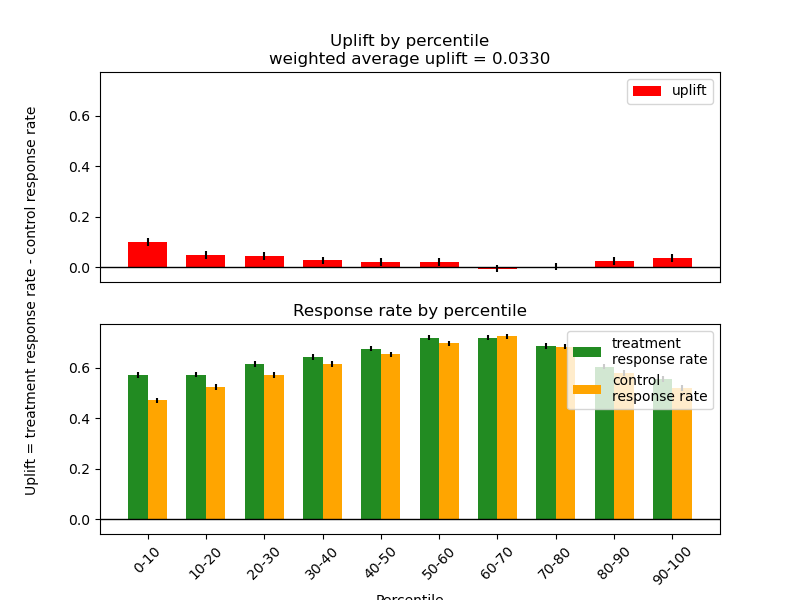 Uplift by percentile
weighted average uplift = 0.0330
uplift
0.6
0.4
0.2
0.0
Uplift = treatment response rate - control response rate
Response rate by percentile
treatment
response rate
control
response rate
0.6
0.4
0.2
0.0
0-10
10-20
20-30
30-40
40-50
50-60
60-70
70-80
80-90
90-100
Percentile